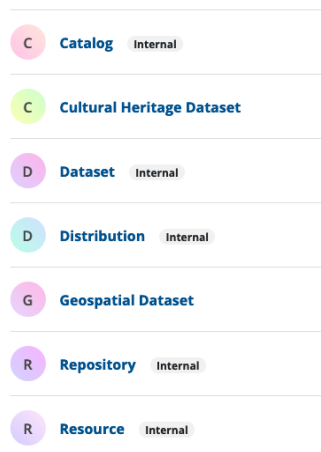 C Catalog Internal
C Cultural Heritage Dataset
D Dataset Internal
D Distribution Internal
G Geospatial Dataset
R Repository Internal
R Resource Internal